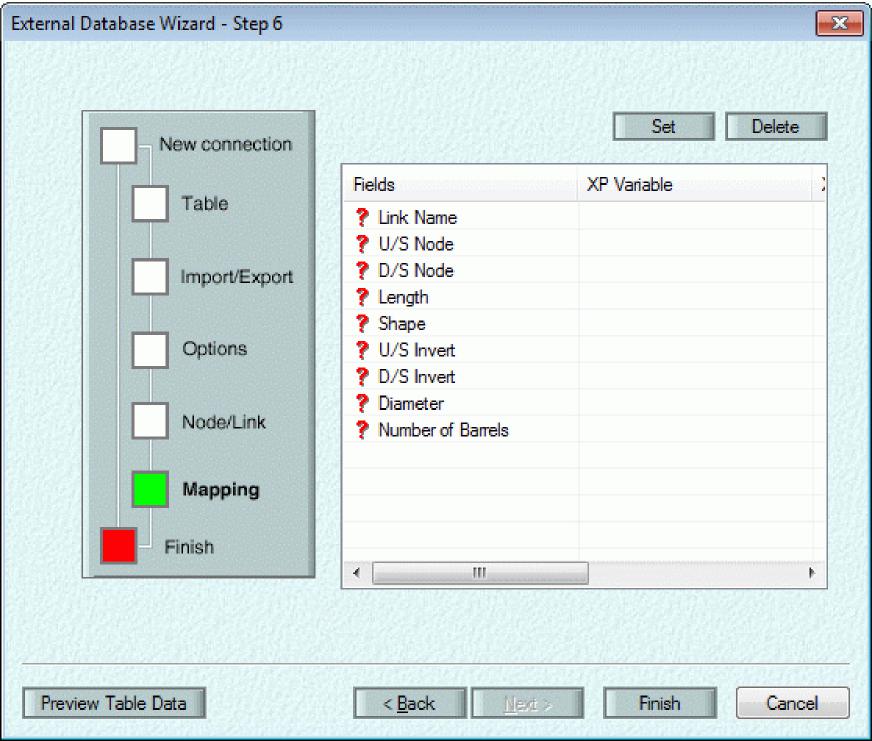 External Database Wizard - Step 6
New connection
Table
Import/Export
Options
Node/Link
Mapping
Finish
Set
Delete
Fields
XP Variable
? Link Name
? U/S Node
? D/S Node
? Length
? Shape
? U/S Invert
? D/S Invert
? Diameter
? Number of Barrels
Preview Table Data
< Back
Next >
Finish
Cancel